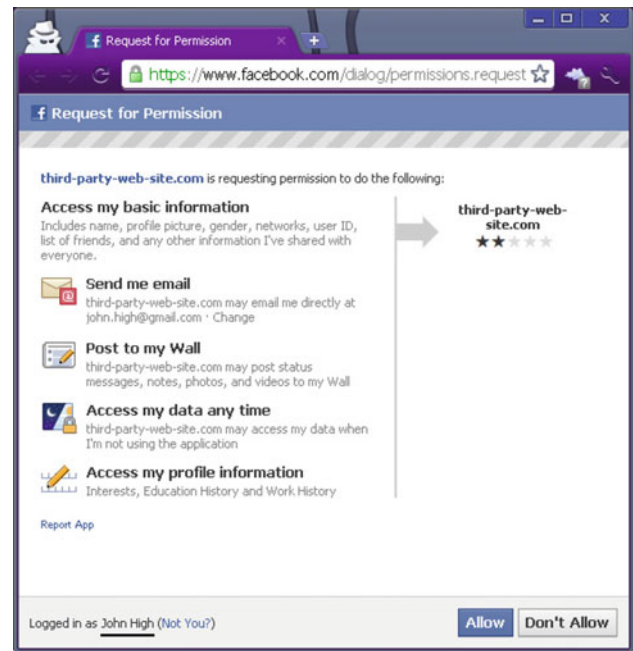 Request for Permission
https://www.facebook.com/dialog/permissions.request
Request for Permission
third-party-web-site.com is requesting permission to do the following:
Access my basic information
Includes name, profile picture, gender, networks, user ID,
list of friends, and any other information I've shared with
everyone.
third-party-web-
site.com
Send me email
third-party-web-site.com may email me directly at
john.high@gmail.com · Change
Post to my Wall
third-party-web-site.com may post status
messages, notes, photos, and videos to my Wall
Access my data any time
third-party-web-site.com may access my data when
I'm not using the application
Access my profile information
Interests, Education History and Work History
Report App
Logged in as John High (Not You?)
Allow
Don't Allow